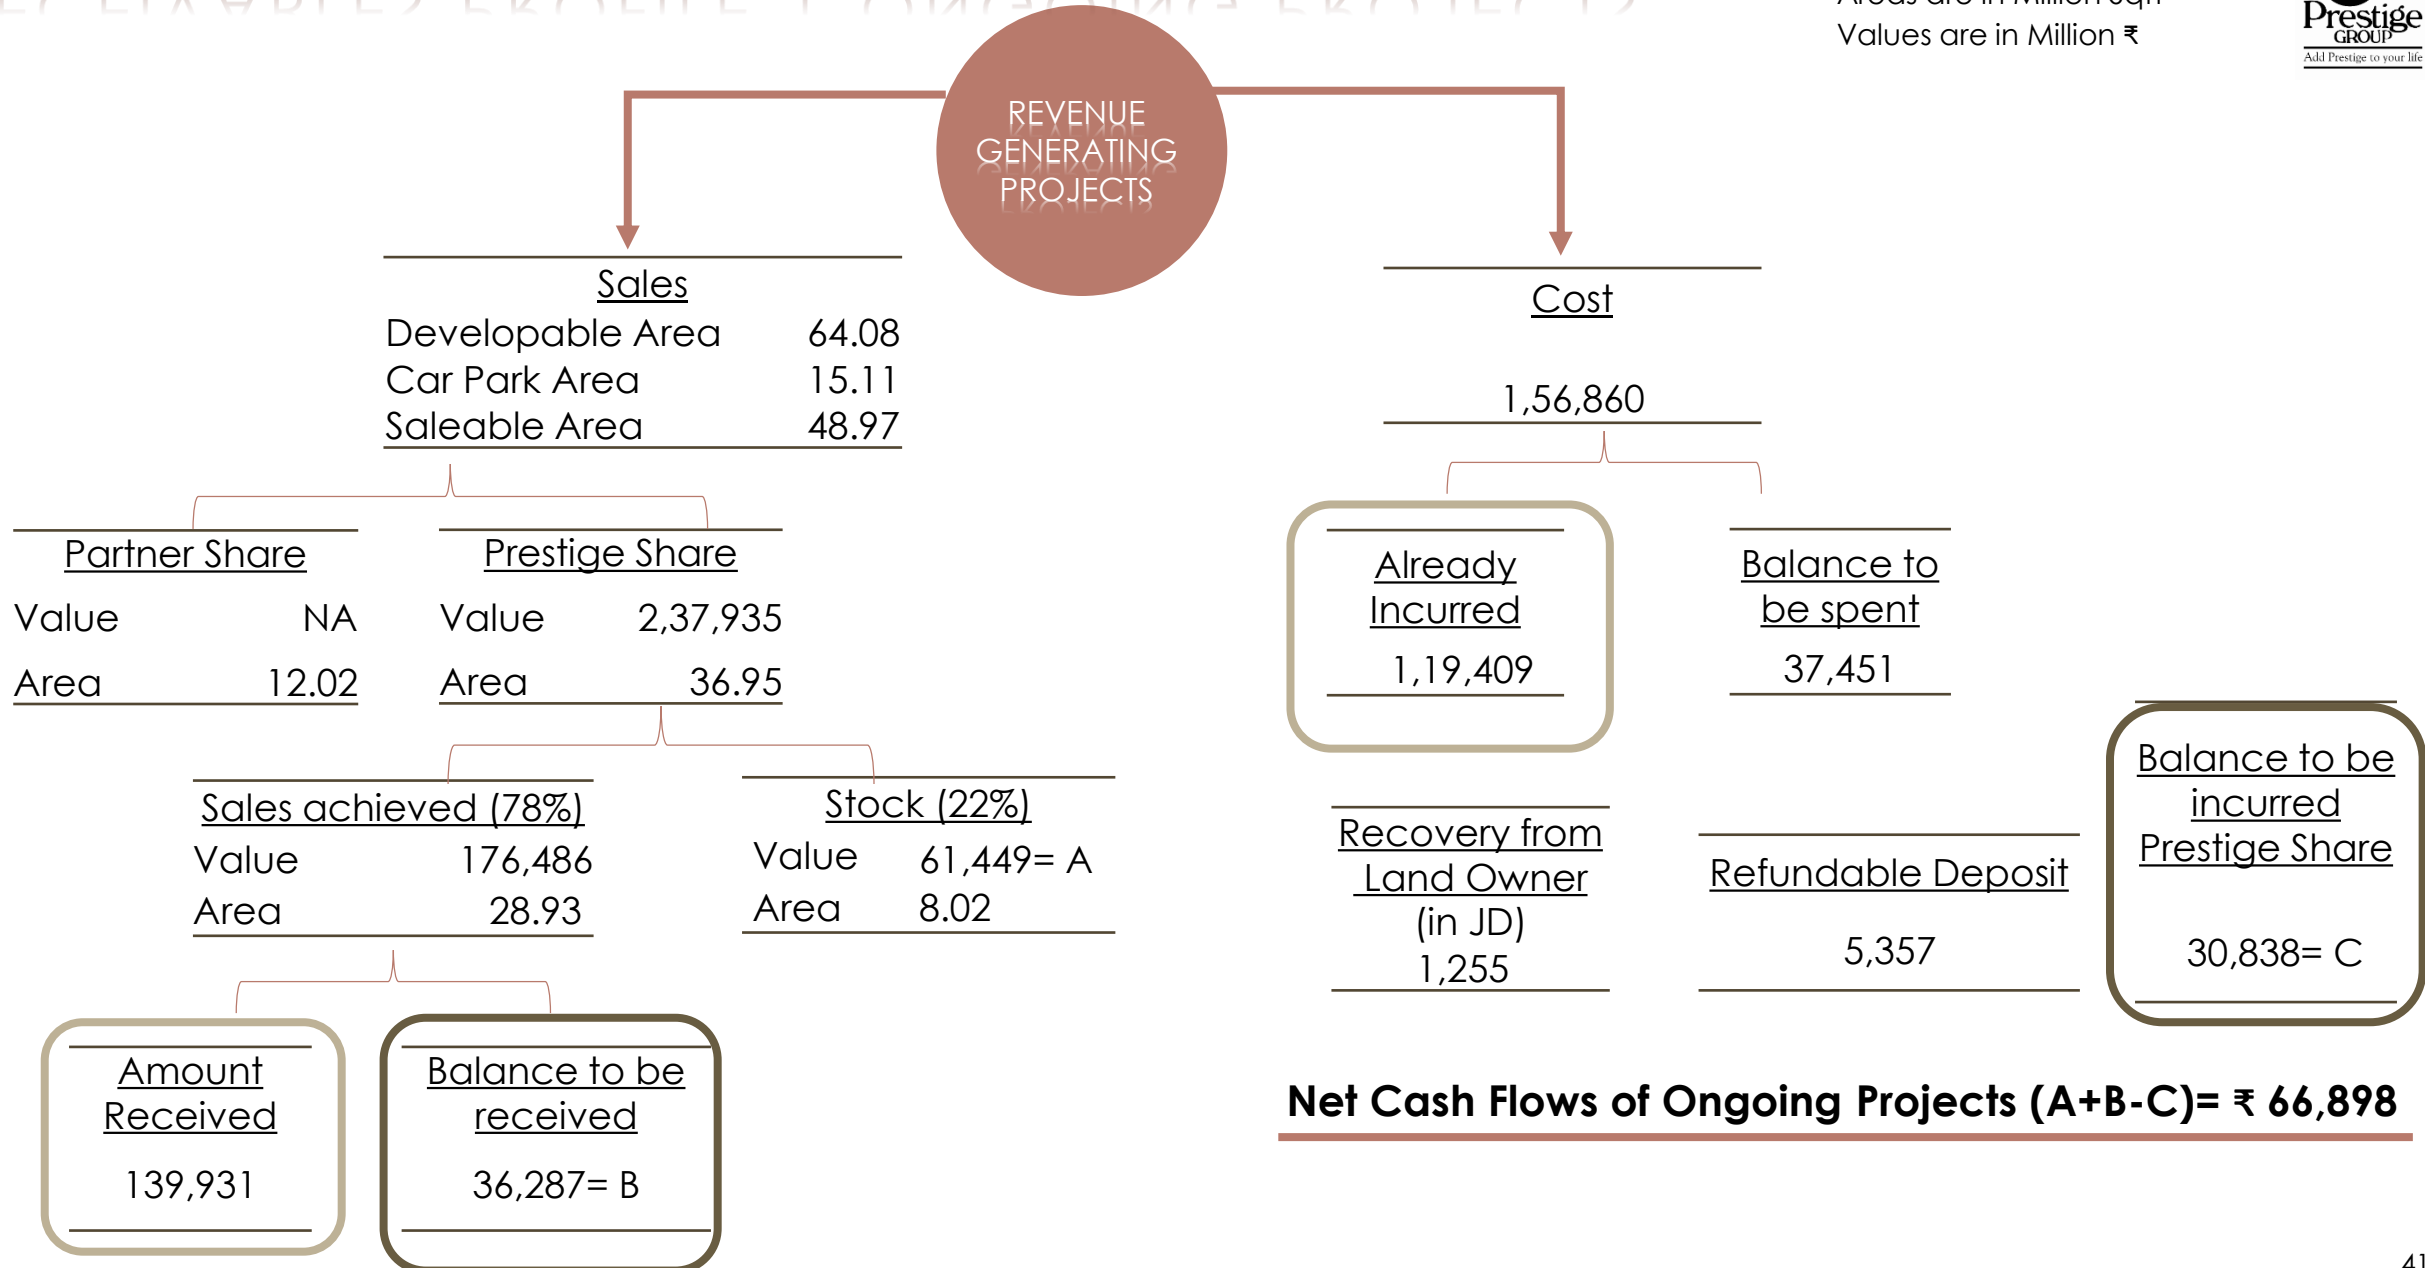 Values are in Million ₹
Prestige
GROUP
Add Prestige to your life
REVENUE
GENERATING
PROJECTS
Sales
Developable Area 64.08
Car Park Area 15.11
Saleable Area 48.97
Partner Share
Value NA
Area 12.02
Prestige Share
Value 2,37,935
Area 36.95
Sales achieved (78%)
Value 176,486
Area 28.93
Stock (22%)
Value 61,449= A
Area 8.02
Amount
Received
139,931
Balance to be
received
36,287= B
Cost
1,56,860
Already
Incurred
1,19,409
Balance to
be spent
37,451
Recovery from
Land Owner
(in JD)
1,255
Refundable Deposit
5,357
Balance to be
incurred
Prestige Share
30,838= C
Net Cash Flows of Ongoing Projects (A+B-C)= ₹ 66,898
41